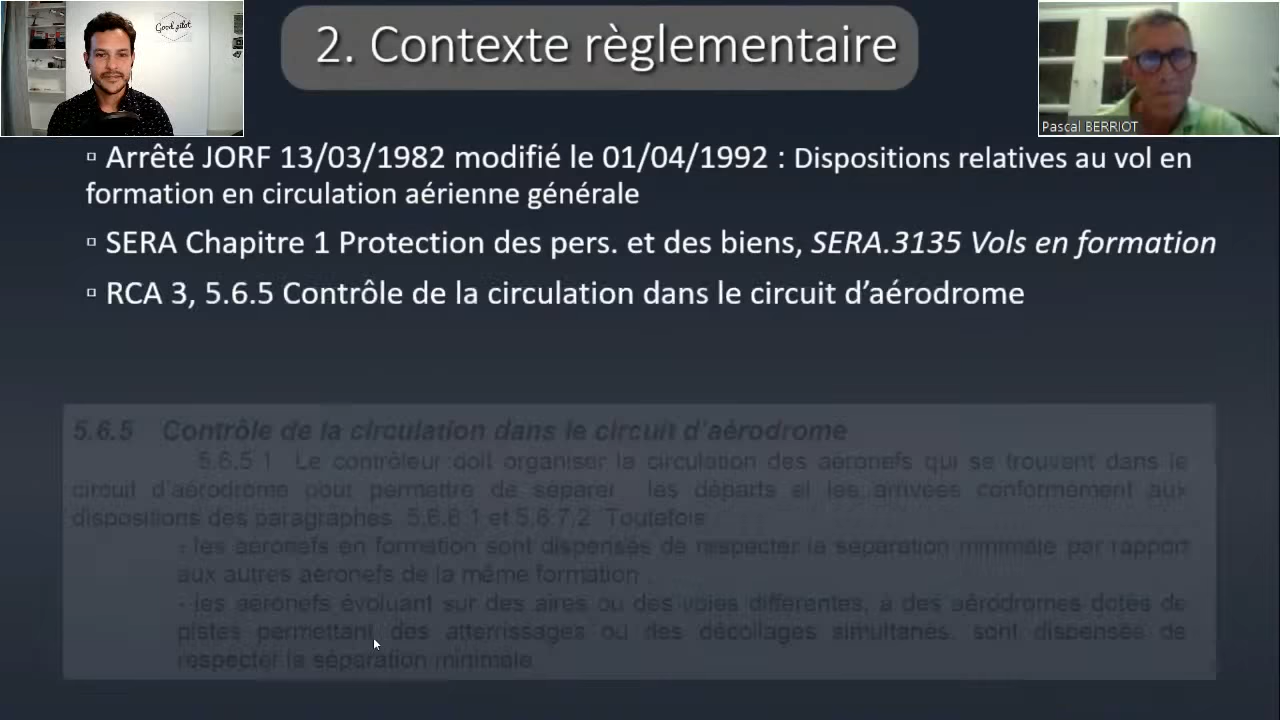 Good pilot
2. Contexte règlementaire
Pascal BERRIOT
▫ Arrêté JORF 13/03/1982 modifié le 01/04/1992 : Dispositions relatives au vol en
formation en circulation aérienne générale
▫ SERA Chapitre 1 Protection des pers. et des biens, SERA.3135 Vols en formation
▫ RCA 3, 5.6.5 Contrôle de la circulation dans le circuit d’aérodrome
5.6.5 Contrôle de la circulation dans le circuit d'aérodrome
5.6.5.1 Le contrôleur doit organiser la circulation des aéronefs qui se trouvent dans le
circuit d'aérodrome pour permettre de séparer les départs et les arrivées conformément aux
dispositions des paragraphes 5.6.6.1 et 5.6.7.2. Toutefois
- les aéronefs en formation sont dispensés de respecter la séparation minimale par rapport
aux autres aéronefs de la même formation
- les aéronefs évoluant sur des aires ou des voies différentes, à des aérodromes dotés de
pistes permettant des atterrissages ou des décollages simultanés, sont dispensés de
respecter la séparation minimale